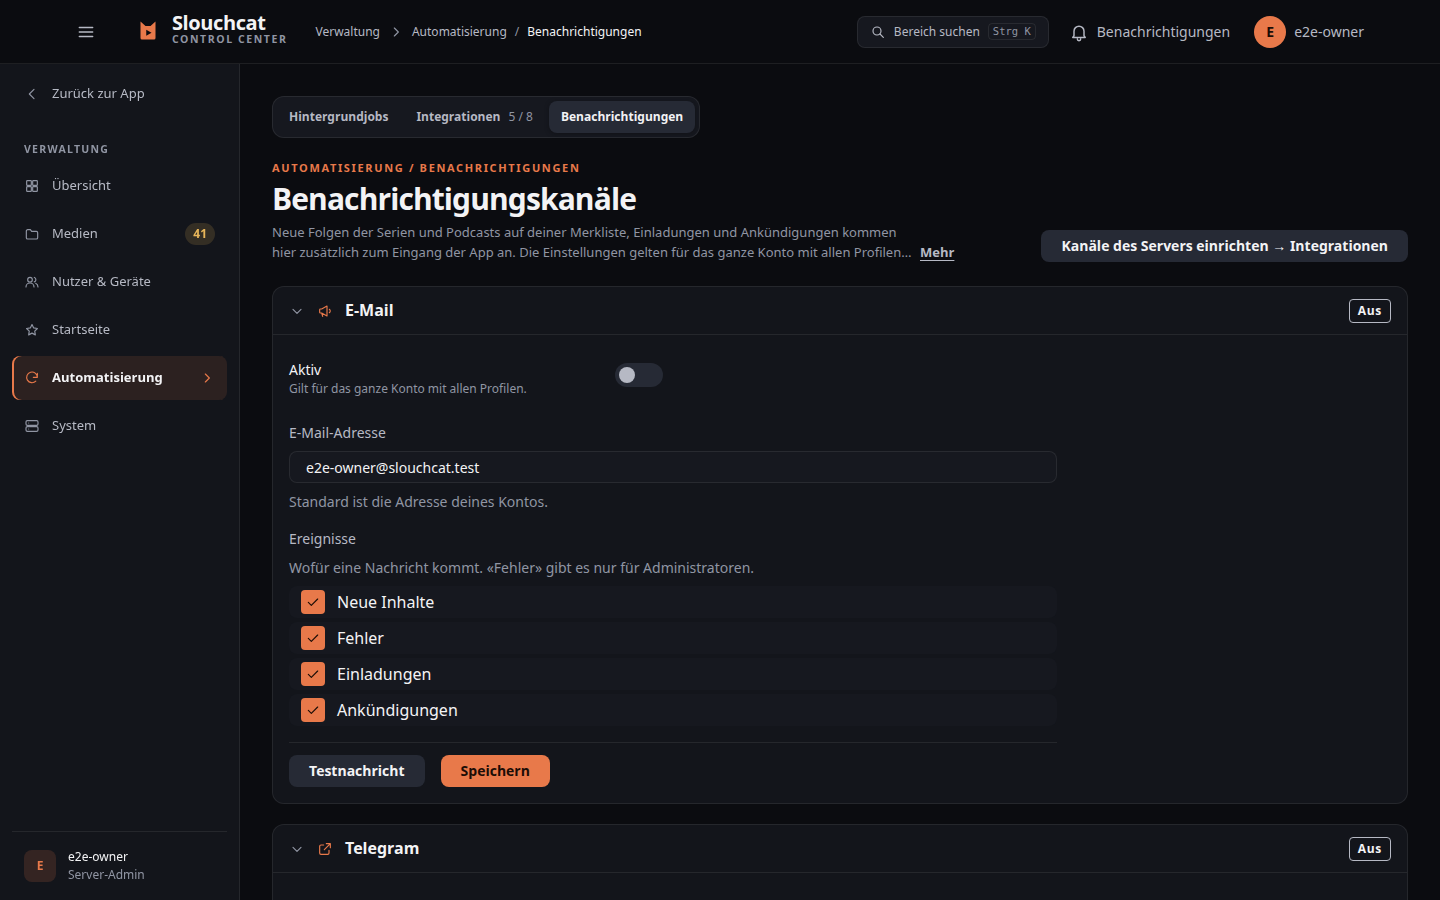 Slouchcat
CONTROL CENTER
Verwaltung > Automatisierung / Benachrichtigungen
Bereich suchen Strg K
Benachrichtigungen
E e2e-owner
Zurück zur App
VERWALTUNG
Übersicht
Medien 41
Nutzer & Geräte
Startseite
Automatisierung
System
E
e2e-owner
Server-Admin
Hintergrundjobs Integrationen 5 / 8 Benachrichtigungen
AUTOMATISIERUNG / BENACHRICHTIGUNGEN
Benachrichtigungskanäle
Neue Folgen der Serien und Podcasts auf deiner Merkliste, Einladungen und Ankündigungen kommen
hier zusätzlich zum Eingang der App an. Die Einstellungen gelten für das ganze Konto mit allen Profilen... Mehr
Kanäle des Servers einrichten → Integrationen
E-Mail Aus
Aktiv
Gilt für das ganze Konto mit allen Profilen.
E-Mail-Adresse
e2e-owner@slouchcat.test
Standard ist die Adresse deines Kontos.
Ereignisse
Wofür eine Nachricht kommt. «Fehler» gibt es nur für Administratoren.
Neue Inhalte
Fehler
Einladungen
Ankündigungen
Testnachricht Speichern
Telegram Aus